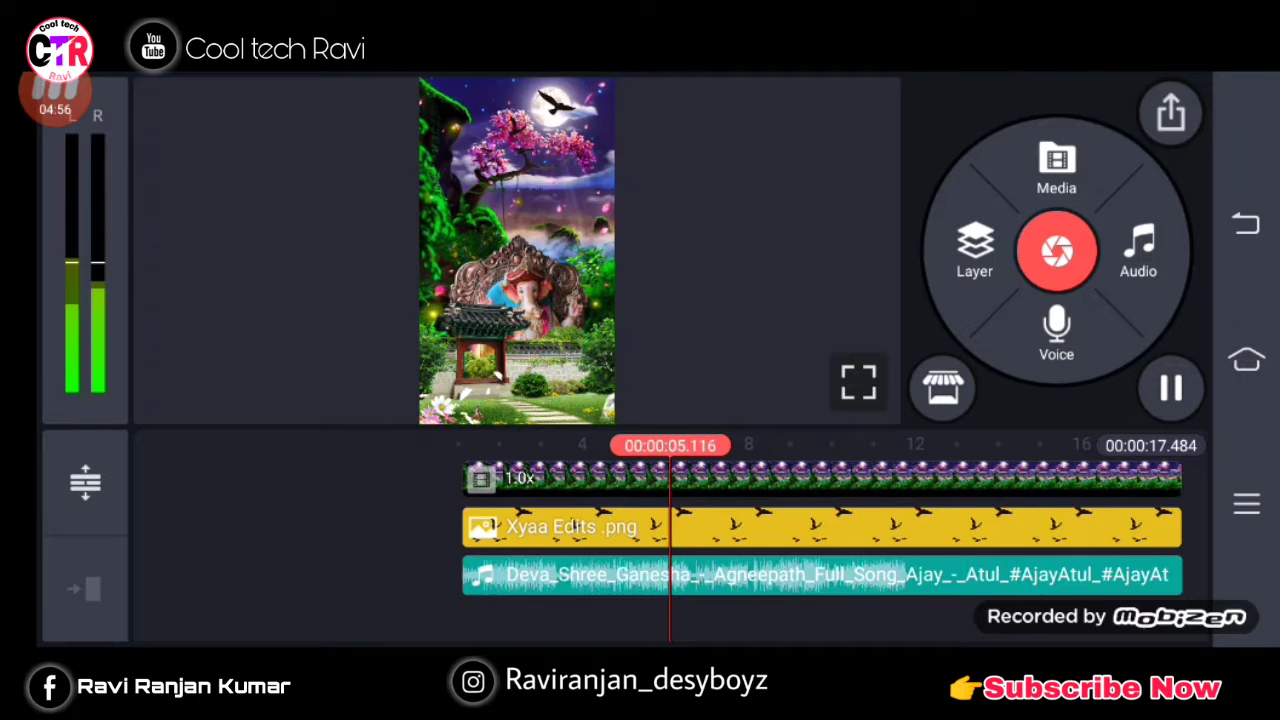 Cool tech
CTR
Ravi
You
Tube
Cool tech Ravi
04:56
L
R
Media
Layer
Audio
Voice
4
00:00:05.116
8
12
16
00:00:17.484
1.0x
Xyaa Edits .png
Deva_Shree_Ganesha_-_Agneepath_Full_Song_Ajay_-_Atul_#AjayAtul_#AjayAt
Recorded by Mobizen
Ravi Ranjan Kumar
Raviranjan_desyboyz
👉Subscribe Now